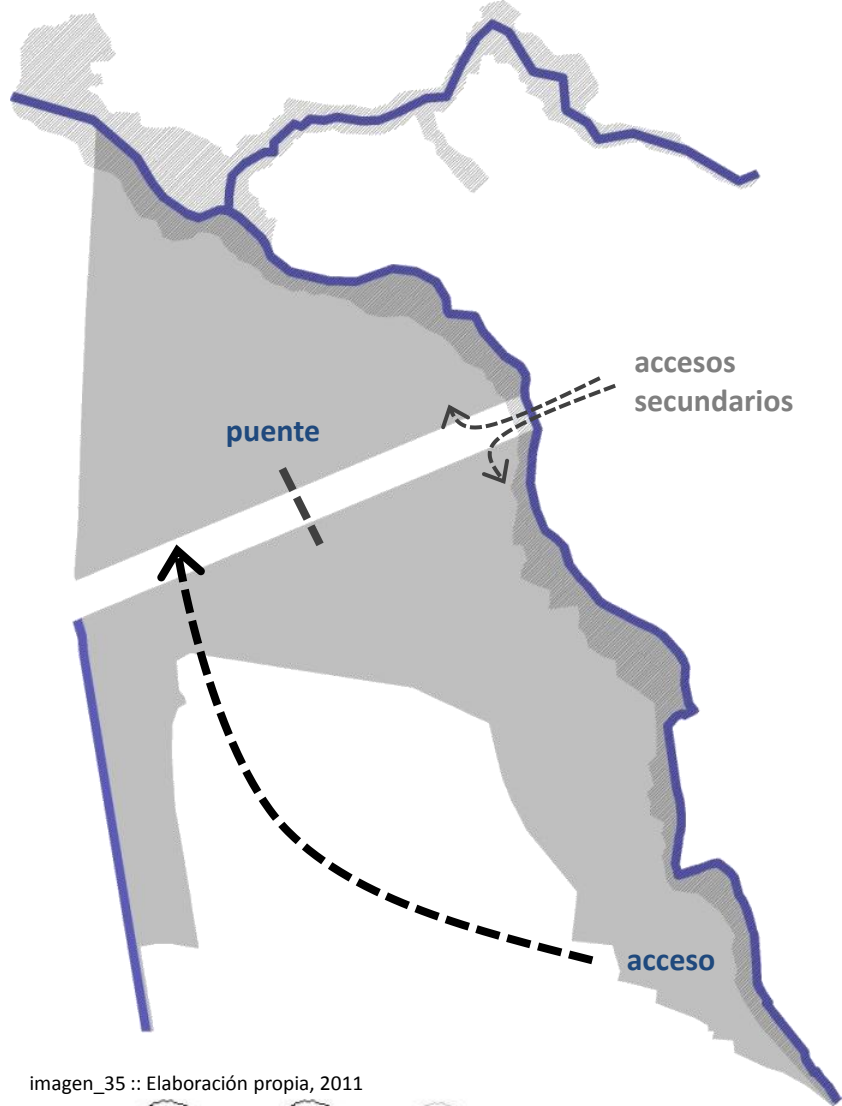 accesos
secundarios
puente
acceso
imagen_35 :: Elaboración propia, 2011